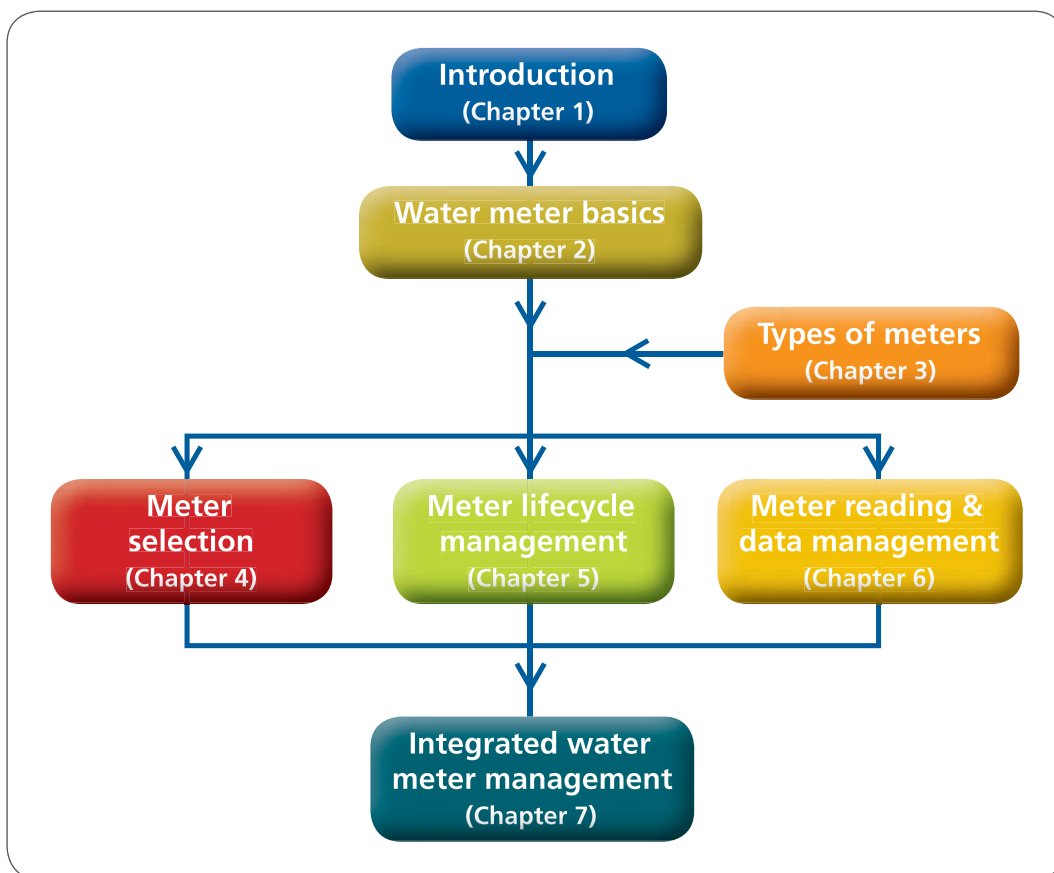 Introduction
(Chapter 1)
Water meter basics
(Chapter 2)
Types of meters
(Chapter 3)
Meter
selection
(Chapter 4)
Meter lifecycle
management
(Chapter 5)
Meter reading &
data management
(Chapter 6)
Integrated water
meter management
(Chapter 7)